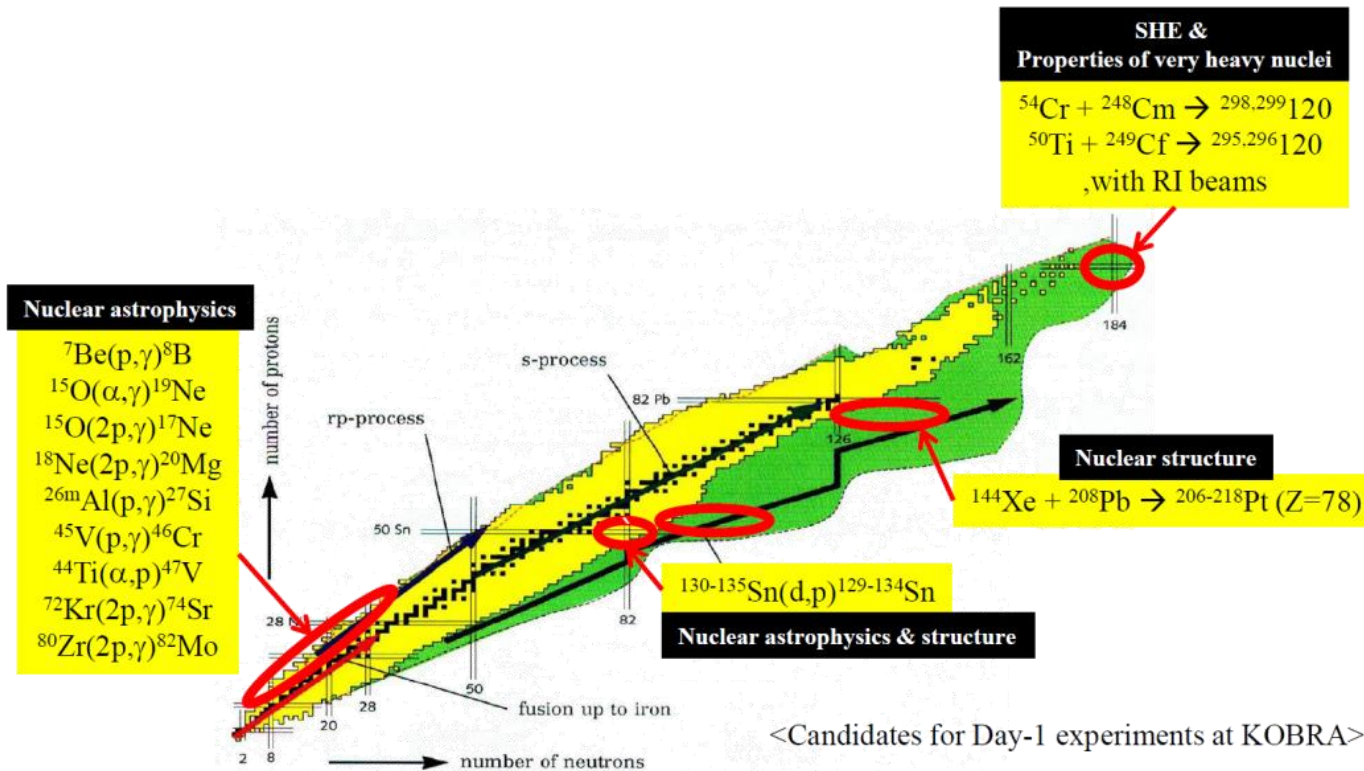 SHE &
Properties of very heavy nuclei
⁵⁴Cr + ²⁴⁸Cm → ²⁹⁸,²⁹⁹120
⁵⁰Ti + ²⁴⁹Cf → ²⁹⁵,²⁹⁶120
,with RI beams
Nuclear astrophysics
⁷Be(p,γ)⁸B
¹⁵O(α,γ)¹⁹Ne
¹⁵O(2p,γ)¹⁷Ne
¹⁸Ne(2p,γ)²⁰Mg
²⁶ᵐAl(p,γ)²⁷Si
⁴⁵V(p,γ)⁴⁶Cr
⁴⁴Ti(α,p)⁴⁷V
⁷²Kr(2p,γ)⁷⁴Sr
⁸⁰Zr(2p,γ)⁸²Mo
number of protons
rp-process
s-process
82 Pb
50 Sn
28
184
162
126
82
50
28
20
8
2
Nuclear structure
¹⁴⁴Xe + ²⁰⁸Pb → ²⁰⁶⁻²¹⁸Pt (Z=78)
¹³⁰⁻¹³⁵Sn(d,p)¹²⁹⁻¹³⁴Sn
Nuclear astrophysics & structure
fusion up to iron
number of neutrons
<Candidates for Day-1 experiments at KOBRA>